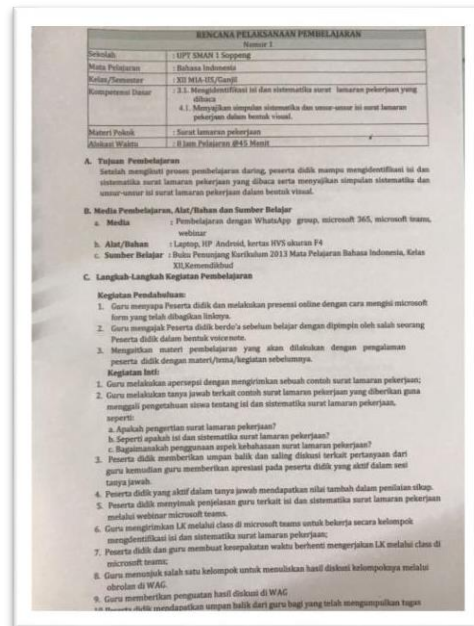 RENCANA PELAKSANAAN PEMBELAJARAN
Nomor 1
Sekolah : UPT SMAN 1 Soppeng
Mata Pelajaran : Bahasa Indonesia
Kelas/Semester : XII MIA-IIS/Ganjil
Kompetensi Dasar : 3.1. Mengidentifikasi isi dan sistematika surat lamaran pekerjaan yang
dibaca
4.1. Menyajikan simpulan sistematika dan unsur-unsur isi surat lamaran
pekerjaan dalam bentuk visual.
Materi Pokok : Surat lamaran pekerjaan
Alokasi Waktu : 8 Jam Pelajaran @45 Menit
A. Tujuan Pembelajaran
Setelah mengikuti proses pembelajaran daring, peserta didik mampu mengidentifikasi isi dan
sistematika surat lamaran pekerjaan yang dibaca serta menyajikan simpulan sistematika dan
unsur-unsur isi surat lamaran pekerjaan dalam bentuk visual.
B. Media Pembelajaran, Alat/Bahan dan Sumber Belajar
a. Media : Pembelajaran dengan WhatsApp group, microsoft 365, microsoft teams,
webinar
b. Alat/Bahan : Laptop, HP Android, kertas HVS ukuran F4
c. Sumber Belajar : Buku Penunjang Kurikulum 2013 Mata Pelajaran Bahasa Indonesia, Kelas
XII,Kemendikbud
C. Langkah-Langkah Kegiatan Pembelajaran
Kegiatan Pendahuluan:
1. Guru menyapa Peserta didik dan melakukan presensi online dengan cara mengisi microsoft
form yang telah dibagikan linknya.
2. Guru mengajak Peserta didik berdo'a sebelum belajar dengan dipimpin oleh salah seorang
Peserta didik dalam bentuk voicenote.
3. Mengaitkan materi pembelajaran yang akan dilakukan dengan pengalaman
peserta didik dengan materi/tema/kegiatan sebelumnya.
Kegiatan Inti:
1. Guru melakukan apersepsi dengan mengirimkan sebuah contoh surat lamaran pekerjaan;
2. Guru melakukan tanya jawab terkait contoh surat lamaran pekerjaan yang diberikan guna
menggali pengetahuan siswa tentang isi dan sistematika surat lamaran pekerjaan,
seperti:
a. Apakah pengertian surat lamaran pekerjaan?
b. Seperti apakah isi dan sistematika surat lamaran pekerjaan?
c. Bagaimanakah penggunaan aspek kebahasaan surat lamaran pekerjaan?
3. Peserta didik memberikan umpan balik dan saling diskusi terkait pertanyaan dari
guru kemudian guru memberikan apresiasi pada peserta didik yang aktif dalam sesi
tanya jawab.
4. Peserta didik yang aktif dalam tanya jawab mendapatkan nilai tambah dalam penilaian sikap.
5. Peserta didik menyimak penjelasan guru terkait isi dan sistematika surat lamaran pekerjaan
melalui webinar microsoft teams.
6. Guru mengirimkan LK melalui class di microsoft teams untuk bekerja secara kelompok
mengidentifikasi isi dan sistematika surat lamaran pekerjaan;
7. Peserta didik dan guru membuat kesepakatan waktu berhenti mengerjakan LK melalui class di
microsoft teams;
8. Guru menunjuk salah satu kelompok untuk menuliskan hasil diskusi kelompoknya melalui
obrolan di WAG.
9. Guru memberikan penguatan hasil diskusi di WAG
10 Peserta didik mendapatkan umpan balik dari guru bagi yang telah mengumpulkan tugas